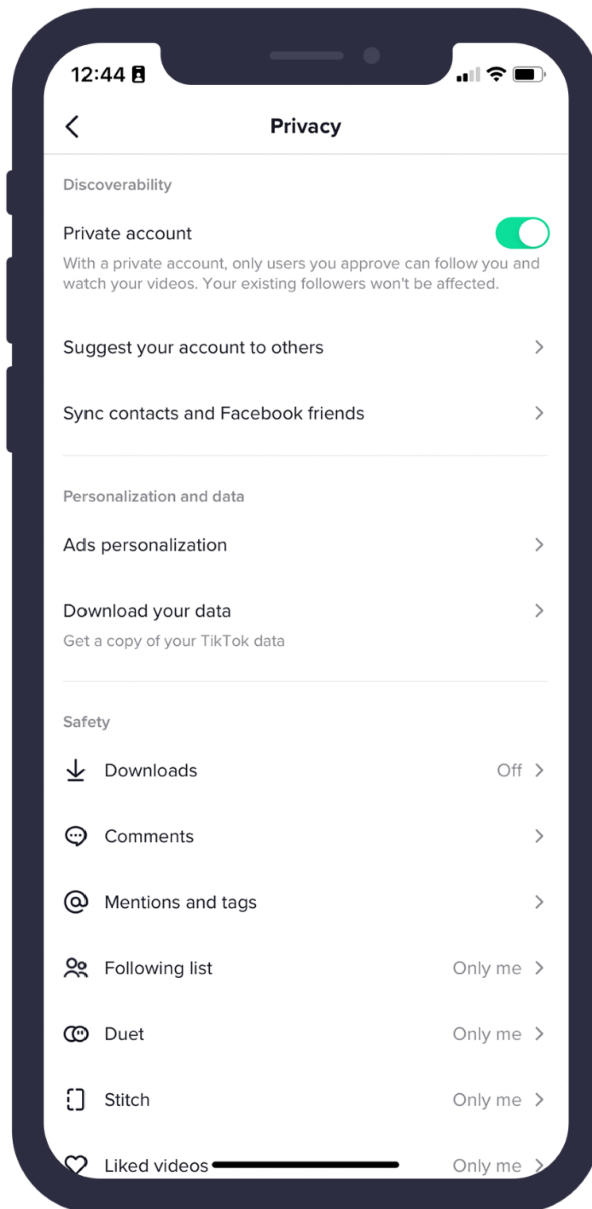 12:44
Privacy
Discoverability
Private account
With a private account, only users you approve can follow you and
watch your videos. Your existing followers won't be affected.
Suggest your account to others
Sync contacts and Facebook friends
Personalization and data
Ads personalization
Download your data
Get a copy of your TikTok data
Safety
Downloads Off
Comments
Mentions and tags
Following list Only me
Duet Only me
Stitch Only me
Liked videos Only me